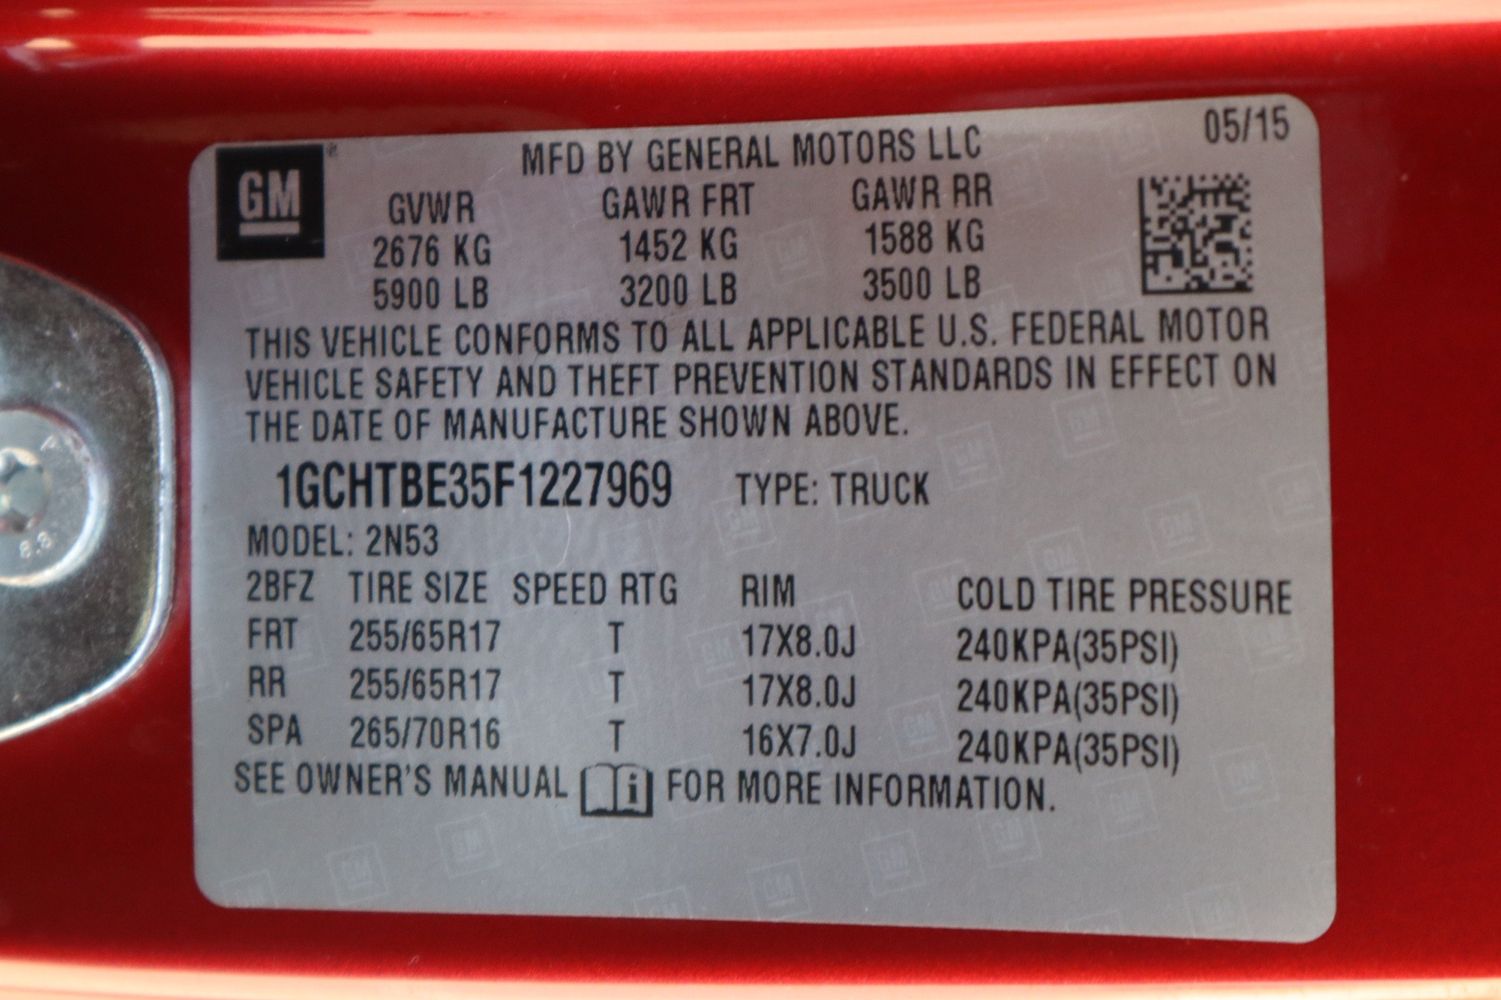 05/15
GM
MFD BY GENERAL MOTORS LLC
GVWR GAWR FRT GAWR RR
2676 KG 1452 KG 1588 KG
5900 LB 3200 LB 3500 LB
THIS VEHICLE CONFORMS TO ALL APPLICABLE U.S. FEDERAL MOTOR
VEHICLE SAFETY AND THEFT PREVENTION STANDARDS IN EFFECT ON
THE DATE OF MANUFACTURE SHOWN ABOVE.
1GCHTBE35F1227969 TYPE: TRUCK
MODEL: 2N53
2BFZ TIRE SIZE SPEED RTG RIM COLD TIRE PRESSURE
FRT 255/65R17 T 17X8.0J 240KPA(35PSI)
RR 255/65R17 T 17X8.0J 240KPA(35PSI)
SPA 265/70R16 T 16X7.0J 240KPA(35PSI)
SEE OWNER'S MANUAL i FOR MORE INFORMATION.
8.8